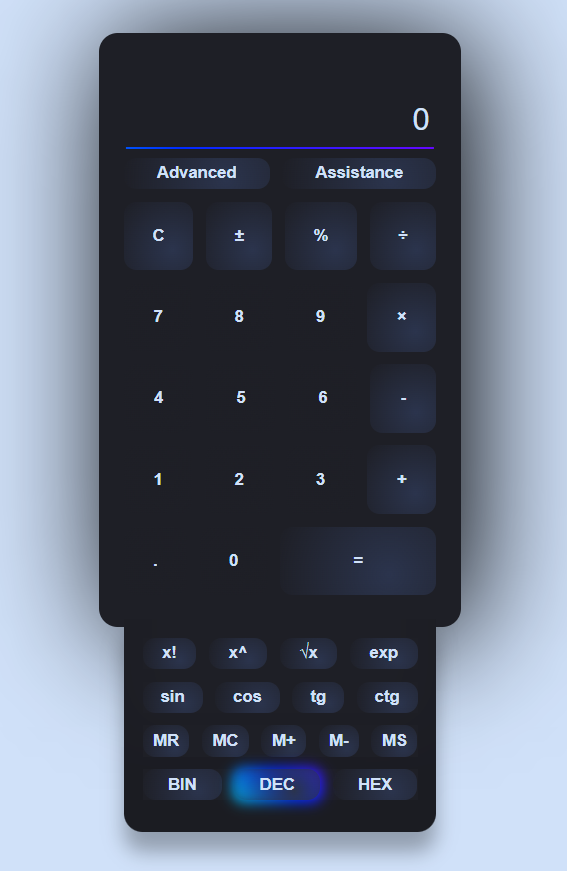 0
Advanced Assistance
C ± % ÷
7 8 9 ×
4 5 6 -
1 2 3 +
. 0 =
x! x^ √x exp
sin cos tg ctg
MR MC M+ M- MS
BIN DEC HEX